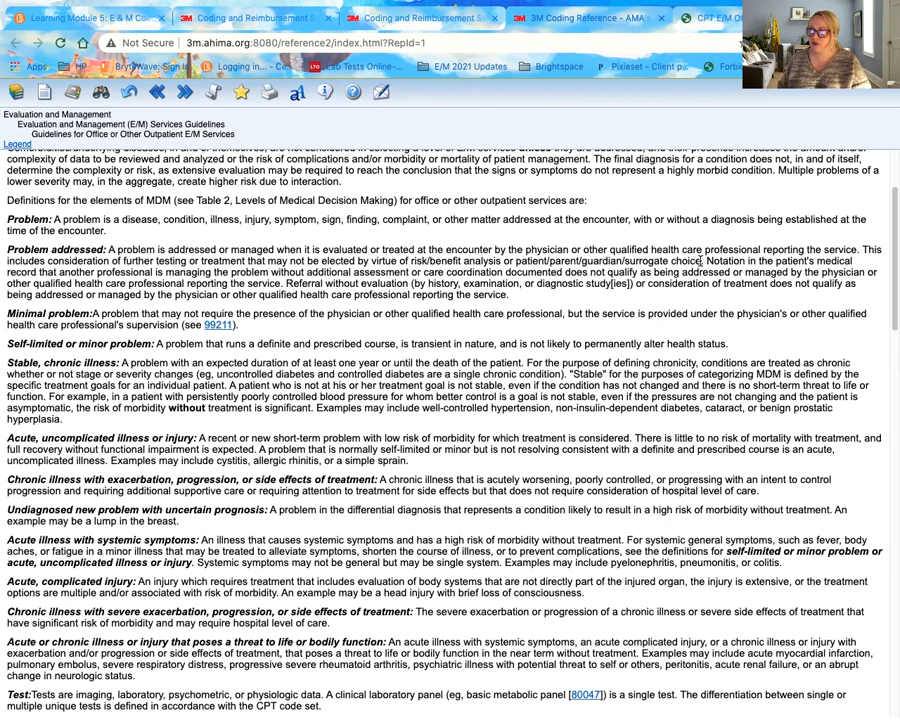 Learning Module 5: E & M Co
3M Coding and Reimbursement S
3M Coding and Reimbursement S
3M 3M Coding Reference - AMA's
CPT E/M O
Not Secure 3m.ahima.org:8080/reference2/index.html?RepId=1
Apps HP BrytyWave: Sign In Logging in... - Ce Lab Tests Online-... E/M 2021 Updates Brightspace Pixieset - Client p... Forbi
Evaluation and Management
Evaluation and Management (E/M) Services Guidelines
Guidelines for Office or Other Outpatient E/M Services
Legend
complexity of data to be reviewed and analyzed or the risk of complications and/or morbidity or mortality of patient management. The final diagnosis for a condition does not, in and of itself,
determine the complexity or risk, as extensive evaluation may be required to reach the conclusion that the signs or symptoms do not represent a highly morbid condition. Multiple problems of a
lower severity may, in the aggregate, create higher risk due to interaction.
Definitions for the elements of MDM (see Table 2, Levels of Medical Decision Making) for office or other outpatient services are:
Problem: A problem is a disease, condition, illness, injury, symptom, sign, finding, complaint, or other matter addressed at the encounter, with or without a diagnosis being established at the
time of the encounter.
Problem addressed: A problem is addressed or managed when it is evaluated or treated at the encounter by the physician or other qualified health care professional reporting the service. This
includes consideration of further testing or treatment that may not be elected by virtue of risk/benefit analysis or patient/parent/guardian/surrogate choice. Notation in the patient's medical
record that another professional is managing the problem without additional assessment or care coordination documented does not qualify as being addressed or managed by the physician or
other qualified health care professional reporting the service. Referral without evaluation (by history, examination, or diagnostic study[ies]) or consideration of treatment does not qualify as
being addressed or managed by the physician or other qualified health care professional reporting the service.
Minimal problem:A problem that may not require the presence of the physician or other qualified health care professional, but the service is provided under the physician's or other qualified
health care professional's supervision (see 99211).
Self-limited or minor problem: A problem that runs a definite and prescribed course, is transient in nature, and is not likely to permanently alter health status.
Stable, chronic illness: A problem with an expected duration of at least one year or until the death of the patient. For the purpose of defining chronicity, conditions are treated as chronic
whether or not stage or severity changes (eg, uncontrolled diabetes and controlled diabetes are a single chronic condition). "Stable" for the purposes of categorizing MDM is defined by the
specific treatment goals for an individual patient. A patient who is not at his or her treatment goal is not stable, even if the condition has not changed and there is no short-term threat to life or
function. For example, in a patient with persistently poorly controlled blood pressure for whom better control is a goal is not stable, even if the pressures are not changing and the patient is
asymptomatic, the risk of morbidity without treatment is significant. Examples may include well-controlled hypertension, non-insulin-dependent diabetes, cataract, or benign prostatic
hyperplasia.
Acute, uncomplicated illness or injury: A recent or new short-term problem with low risk of morbidity for which treatment is considered. There is little to no risk of mortality with treatment, and
full recovery without functional impairment is expected. A problem that is normally self-limited or minor but is not resolving consistent with a definite and prescribed course is an acute,
uncomplicated illness. Examples may include cystitis, allergic rhinitis, or a simple sprain.
Chronic illness with exacerbation, progression, or side effects of treatment: A chronic illness that is acutely worsening, poorly controlled, or progressing with an intent to control
progression and requiring additional supportive care or requiring attention to treatment for side effects but that does not require consideration of hospital level of care.
Undiagnosed new problem with uncertain prognosis: A problem in the differential diagnosis that represents a condition likely to result in a high risk of morbidity without treatment. An
example may be a lump in the breast.
Acute illness with systemic symptoms: An illness that causes systemic symptoms and has a high risk of morbidity without treatment. For systemic general symptoms, such as fever, body
aches, or fatigue in a minor illness that may be treated to alleviate symptoms, shorten the course of illness, or to prevent complications, see the definitions for self-limited or minor problem or
acute, uncomplicated illness or injury. Systemic symptoms may not be general but may be single system. Examples may include pyelonephritis, pneumonitis, or colitis.
Acute, complicated injury: An injury which requires treatment that includes evaluation of body systems that are not directly part of the injured organ, the injury is extensive, or the treatment
options are multiple and/or associated with risk of morbidity. An example may be a head injury with brief loss of consciousness.
Chronic illness with severe exacerbation, progression, or side effects of treatment: The severe exacerbation or progression of a chronic illness or severe side effects of treatment that
have significant risk of morbidity and may require hospital level of care.
Acute or chronic illness or injury that poses a threat to life or bodily function: An acute illness with systemic symptoms, an acute complicated injury, or a chronic illness or injury with
exacerbation and/or progression or side effects of treatment, that poses a threat to life or bodily function in the near term without treatment. Examples may include acute myocardial infarction,
pulmonary embolus, severe respiratory distress, progressive severe rheumatoid arthritis, psychiatric illness with potential threat to self or others, peritonitis, acute renal failure, or an abrupt
change in neurologic status.
Test:Tests are imaging, laboratory, psychometric, or physiologic data. A clinical laboratory panel (eg, basic metabolic panel [80047]) is a single test. The differentiation between single or
multiple unique tests is defined in accordance with the CPT code set.